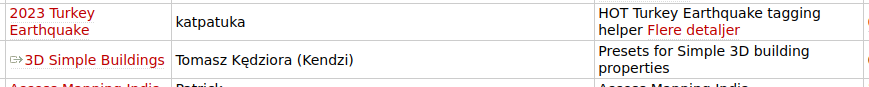 2023 Turkey
Earthquake
katpatuka
HOT Turkey Earthquake tagging
helper Flere detaljer
3D Simple Buildings
Tomasz Kędziora (Kendzi)
Presets for Simple 3D building
properties